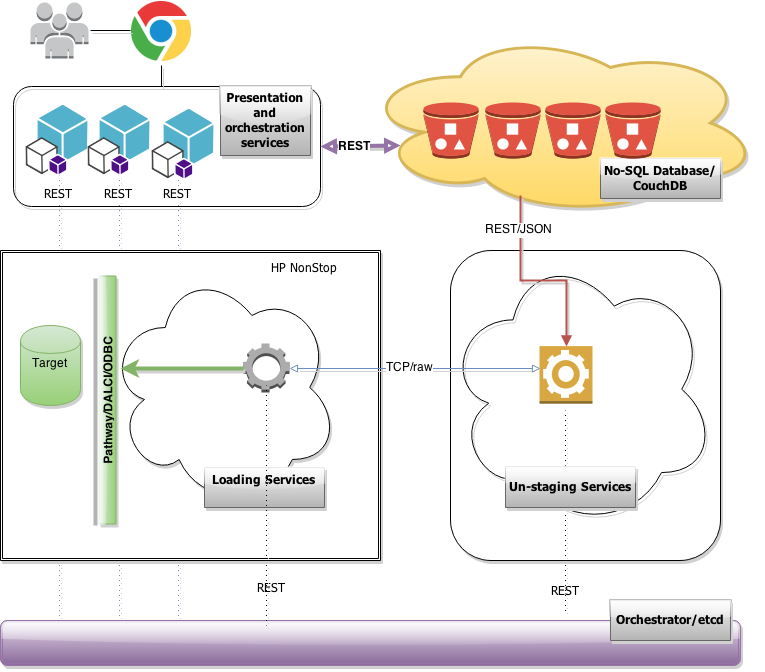 Presentation
and
orchestration
services
REST
REST
REST
REST
No-SQL Database/
CouchDB
REST/JSON
HP NonStop
Target
Pathway/DALCI/ODBC
TCP/raw
Loading Services
Un-staging Services
REST
REST
Orchestrator/etcd